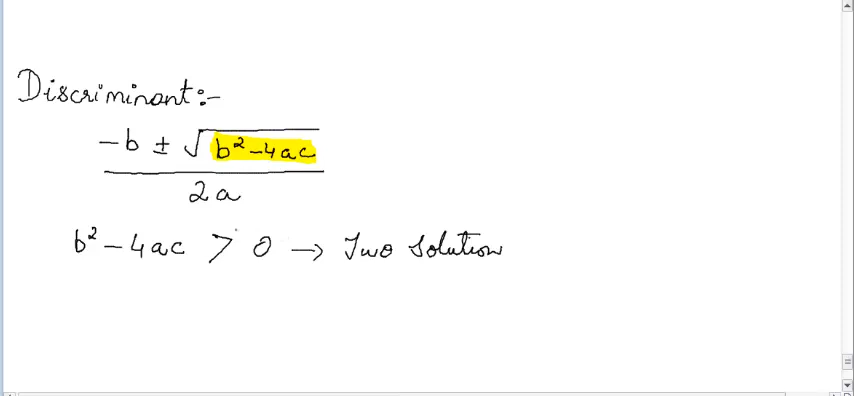 Discriminant:-
-b ± √b²-4ac
2a
b²-4ac > 0 → Two Solution